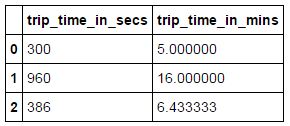 trip_time_in_secs trip_time_in_mins
0 300 5.000000
1 960 16.000000
2 386 6.433333